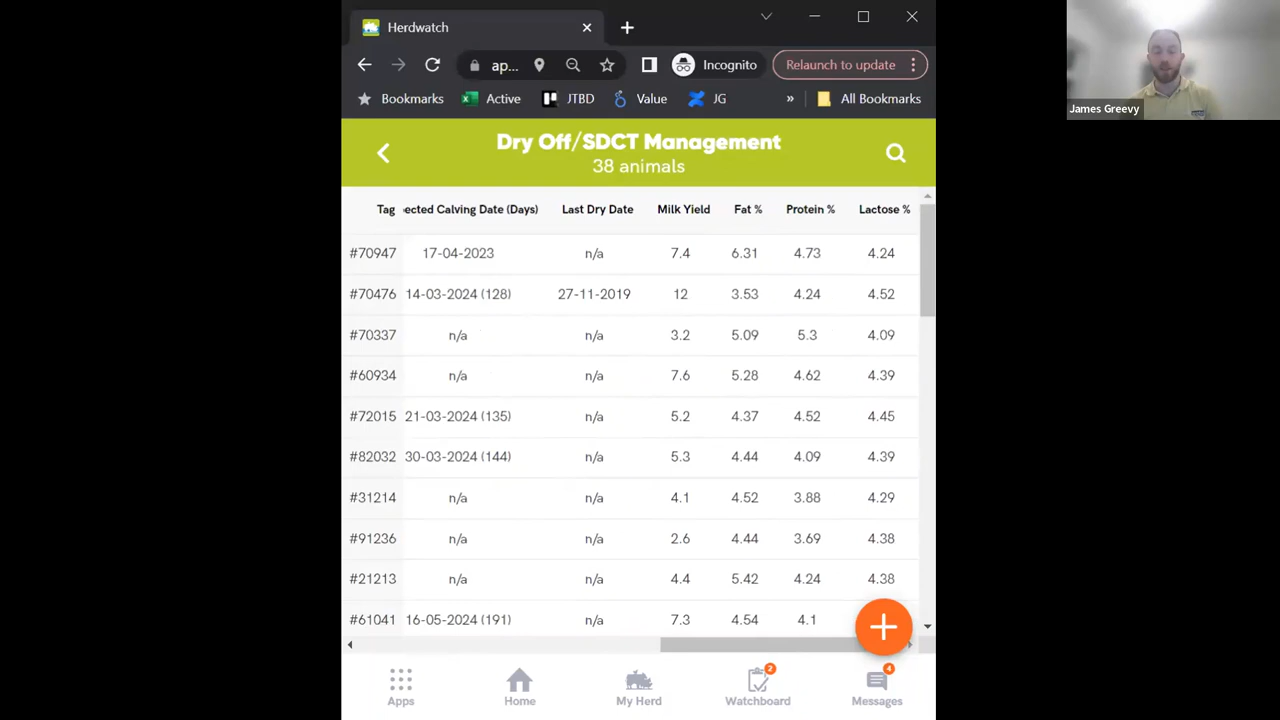 Herdwatch
ap...
Incognito
Relaunch to update
Bookmarks
Active
JTBD
Value
JG
»
All Bookmarks
James Greevy
Dry Off/SDCT Management
38 animals
Tag ected Calving Date (Days) Last Dry Date Milk Yield Fat % Protein % Lactose %
#70947 17-04-2023 n/a 7.4 6.31 4.73 4.24
#70476 14-03-2024 (128) 27-11-2019 12 3.53 4.24 4.52
#70337 n/a n/a 3.2 5.09 5.3 4.09
#60934 n/a n/a 7.6 5.28 4.62 4.39
#72015 21-03-2024 (135) n/a 5.2 4.37 4.52 4.45
#82032 30-03-2024 (144) n/a 5.3 4.44 4.09 4.39
#31214 n/a n/a 4.1 4.52 3.88 4.29
#91236 n/a n/a 2.6 4.44 3.69 4.38
#21213 n/a n/a 4.4 5.42 4.24 4.38
#61041 16-05-2024 (191) n/a 7.3 4.54 4.1
2
4
Apps
Home
My Herd
Watchboard
Messages